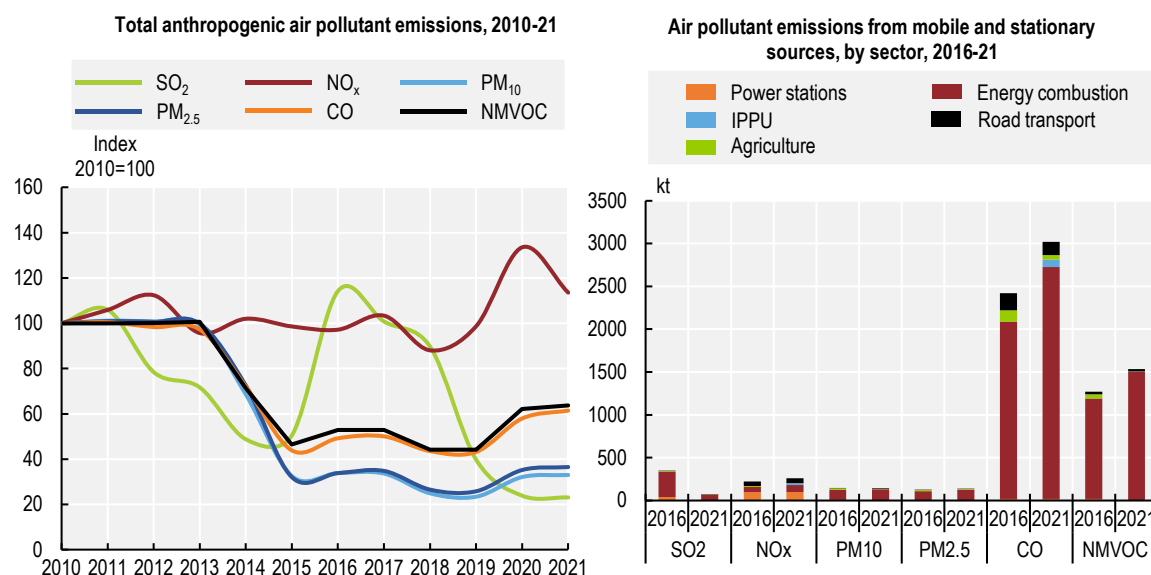 Total anthropogenic air pollutant emissions, 2010-21
SO2
NOx
PM10
PM2.5
CO
NMVOC
Index
2010=100
160
140
120
100
80
60
40
20
0
2010 2011 2012 2013 2014 2015 2016 2017 2018 2019 2020 2021
Air pollutant emissions from mobile and stationary
sources, by sector, 2016-21
Power stations
Energy combustion
IPPU
Road transport
Agriculture
kt
3500
3000
2500
2000
1500
1000
500
0
2016 2021 2016 2021 2016 2021 2016 2021 2016 2021 2016 2021
SO2 NOx PM10 PM2.5 CO NMVOC